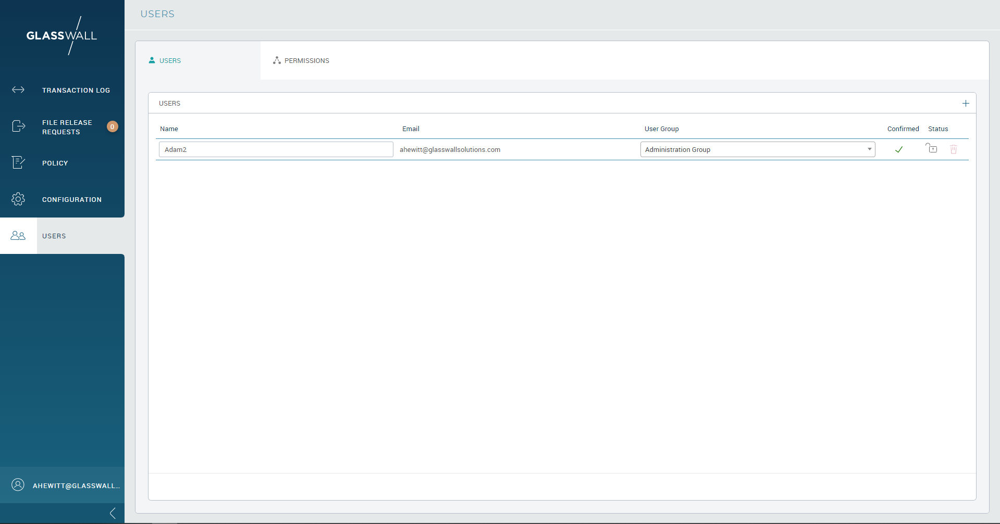 GLASSWALL
TRANSACTION LOG
FILE RELEASE
REQUESTS
0
POLICY
CONFIGURATION
USERS
AHEWITT@GLASSWALL...
USERS
USERS
PERMISSIONS
USERS
Name Email User Group Confirmed Status
Adam2 ahewitt@glasswallsolutions.com Administration Group